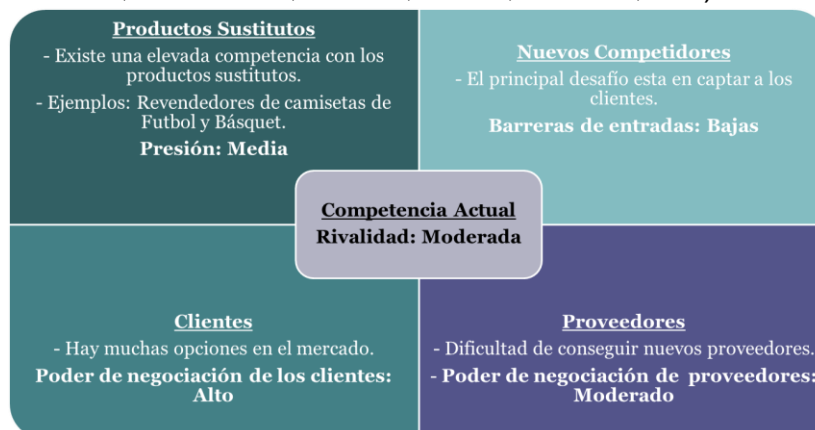 Productos Sustitutos
- Existe una elevada competencia con los
productos sustitutos.
- Ejemplos: Revendedores de camisetas de
Futbol y Básquet.
Presión: Media
Nuevos Competidores
- El principal desafío esta en captar a los
clientes.
Barreras de entradas: Bajas
Competencia Actual
Rivalidad: Moderada
Clientes
- Hay muchas opciones en el mercado.
Poder de negociación de los clientes:
Alto
Proveedores
- Dificultad de conseguir nuevos proveedores.
- Poder de negociación de proveedores:
Moderado